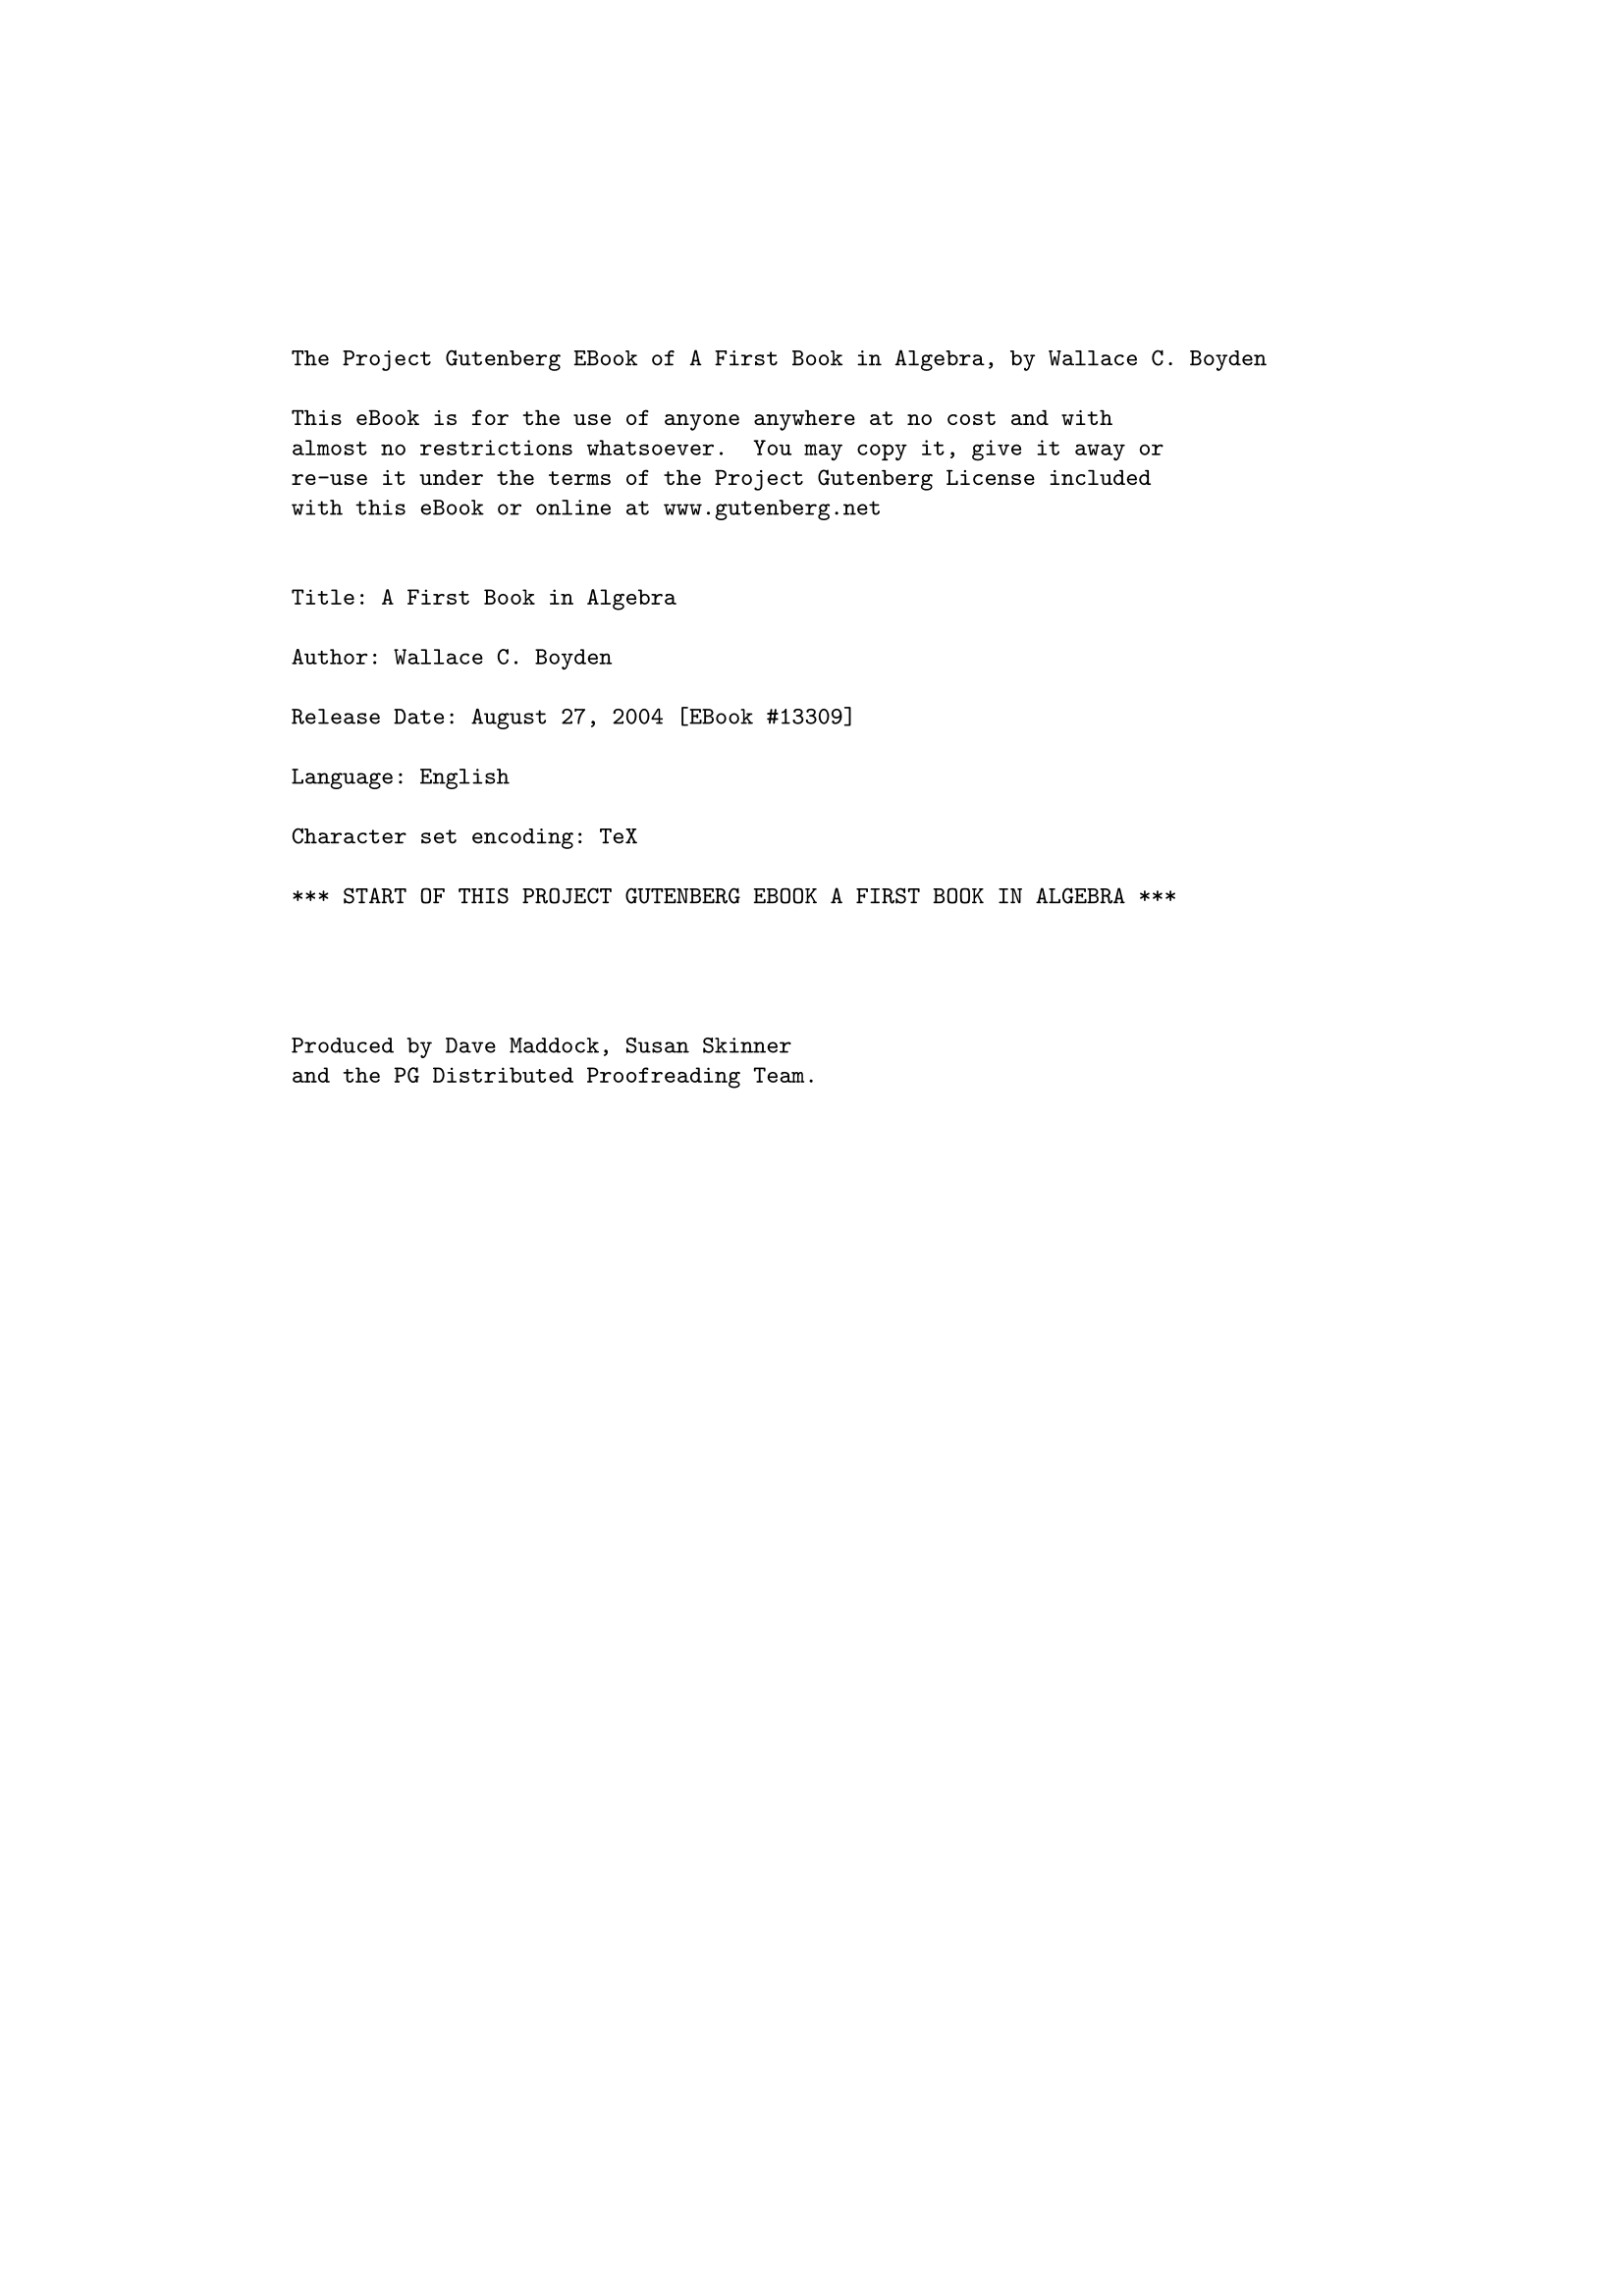 The Project Gutenberg EBook of A First Book in Algebra, by Wallace C. Boyden
This eBook is for the use of anyone anywhere at no cost and with
almost no restrictions whatsoever.  You may copy it, give it away or
re-use it under the terms of the Project Gutenberg License included
with this eBook or online at www.gutenberg.net
Title: A First Book in Algebra
Author: Wallace C. Boyden
Release Date: August 27, 2004 [EBook #13309]
Language: English
Character set encoding: TeX
*** START OF THIS PROJECT GUTENBERG EBOOK A FIRST BOOK IN ALGEBRA ***
Produced by Dave Maddock, Susan Skinner
and the PG Distributed Proofreading Team.